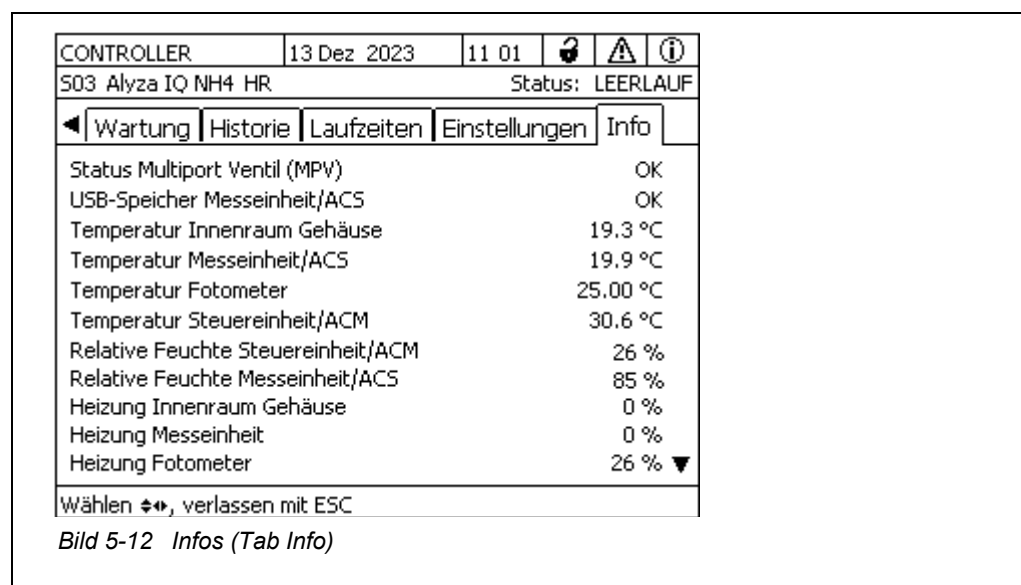 CONTROLLER 13 Dez 2023 11 01
S03 Alyza IQ NH4 HR Status: LEERLAUF
Wartung Historie Laufzeiten Einstellungen Info
Status Multiport Ventil (MPV) OK
USB-Speicher Messeinheit/ACS OK
Temperatur Innenraum Gehäuse 19.3 °C
Temperatur Messeinheit/ACS 19.9 °C
Temperatur Fotometer 25.00 °C
Temperatur Steuereinheit/ACM 30.6 °C
Relative Feuchte Steuereinheit/ACM 26 %
Relative Feuchte Messeinheit/ACS 85 %
Heizung Innenraum Gehäuse 0 %
Heizung Messeinheit 0 %
Heizung Fotometer 26 %
Wählen, verlassen mit ESC
Bild 5-12 Infos (Tab Info)